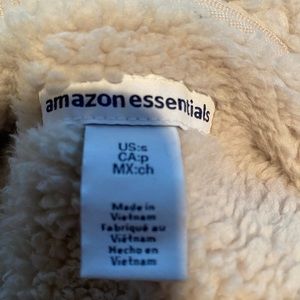 amazon essentials
US:s
CA:p
MX:ch
Made in
Vietnam
Fabriqué au
Viêtnam
Hecho en
Vietnam